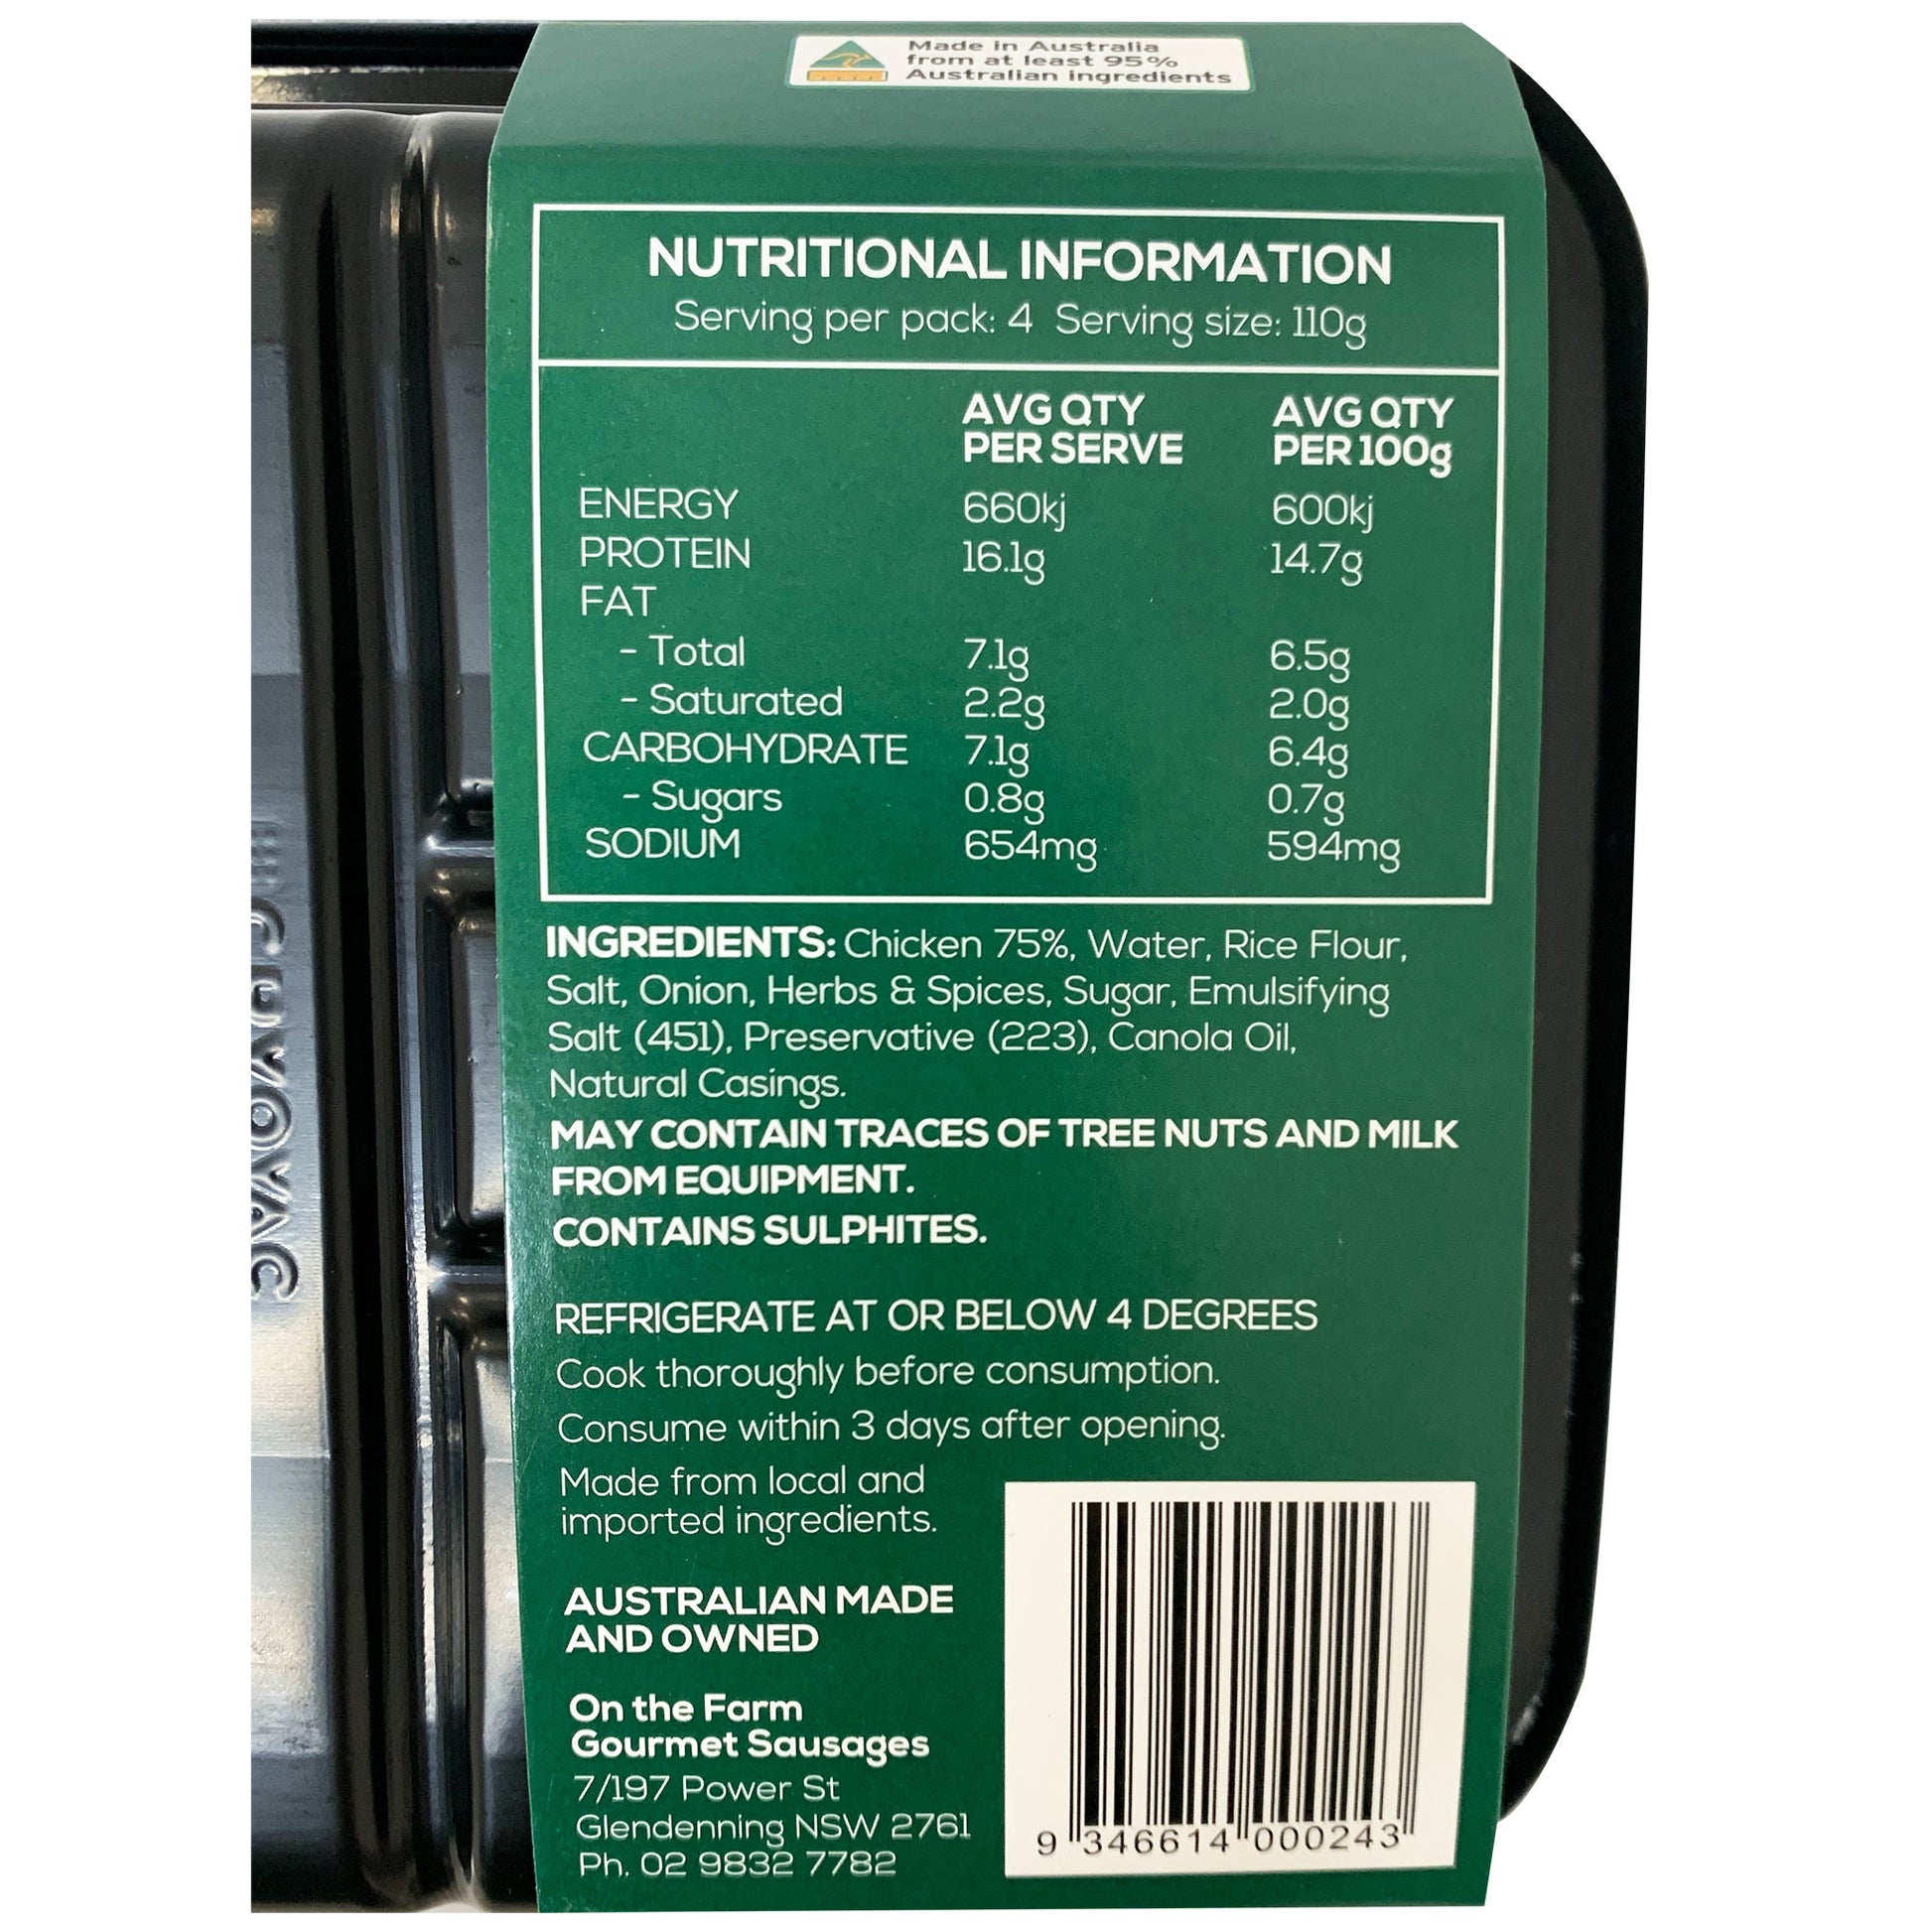 Made in Australia
from at least 95%
Australian ingredients
NUTRITIONAL INFORMATION
Serving per pack: 4 Serving size: 110g
AVG QTY PER SERVE AVG QTY PER 100g
ENERGY 660kj 600kj
PROTEIN 16.1g 14.7g
FAT
- Total 7.1g 6.5g
- Saturated 2.2g 2.0g
CARBOHYDRATE 7.1g 6.4g
- Sugars 0.8g 0.7g
SODIUM 654mg 594mg
INGREDIENTS: Chicken 75%, Water, Rice Flour,
Salt, Onion, Herbs & Spices, Sugar, Emulsifying
Salt (451), Preservative (223), Canola Oil,
Natural Casings.
MAY CONTAIN TRACES OF TREE NUTS AND MILK
FROM EQUIPMENT.
CONTAINS SULPHITES.
REFRIGERATE AT OR BELOW 4 DEGREES
Cook thoroughly before consumption.
Consume within 3 days after opening.
Made from local and
imported ingredients.
AUSTRALIAN MADE
AND OWNED
On the Farm
Gourmet Sausages
7/197 Power St
Glendenning NSW 2761
Ph. 02 9832 7782
9 346614 000243